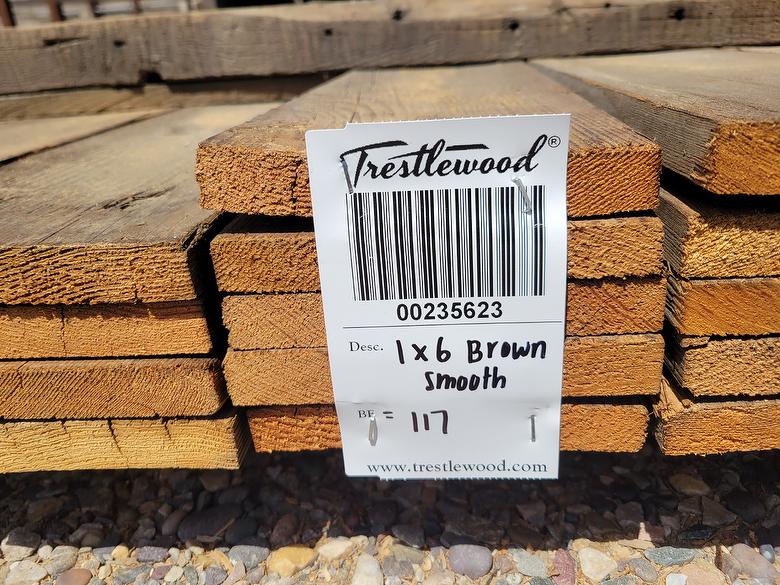 Trestlewood®
00235623
Desc. 1x6 Brown
smooth
BF = 117
www.trestlewood.com